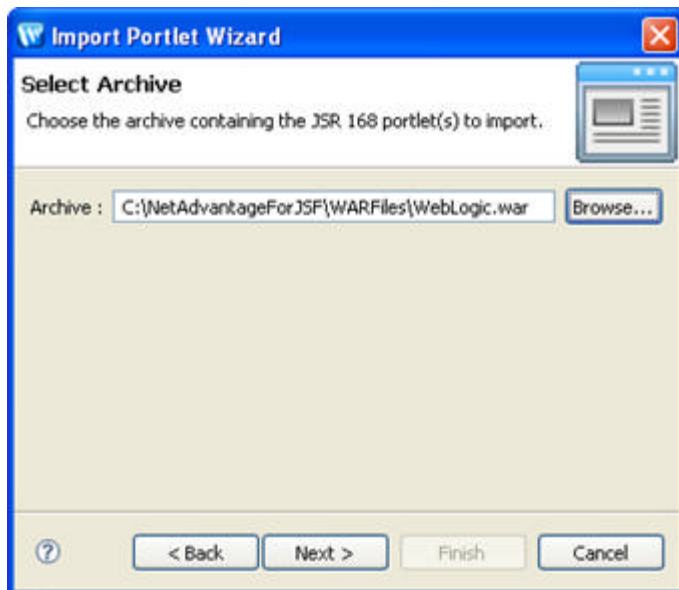 Import Portlet Wizard
Select Archive
Choose the archive containing the JSR 168 portlet(s) to import.
Archive : C:\NetAdvantageForJSF\WARFiles\WebLogic.war Browse...
? < Back Next > Finish Cancel